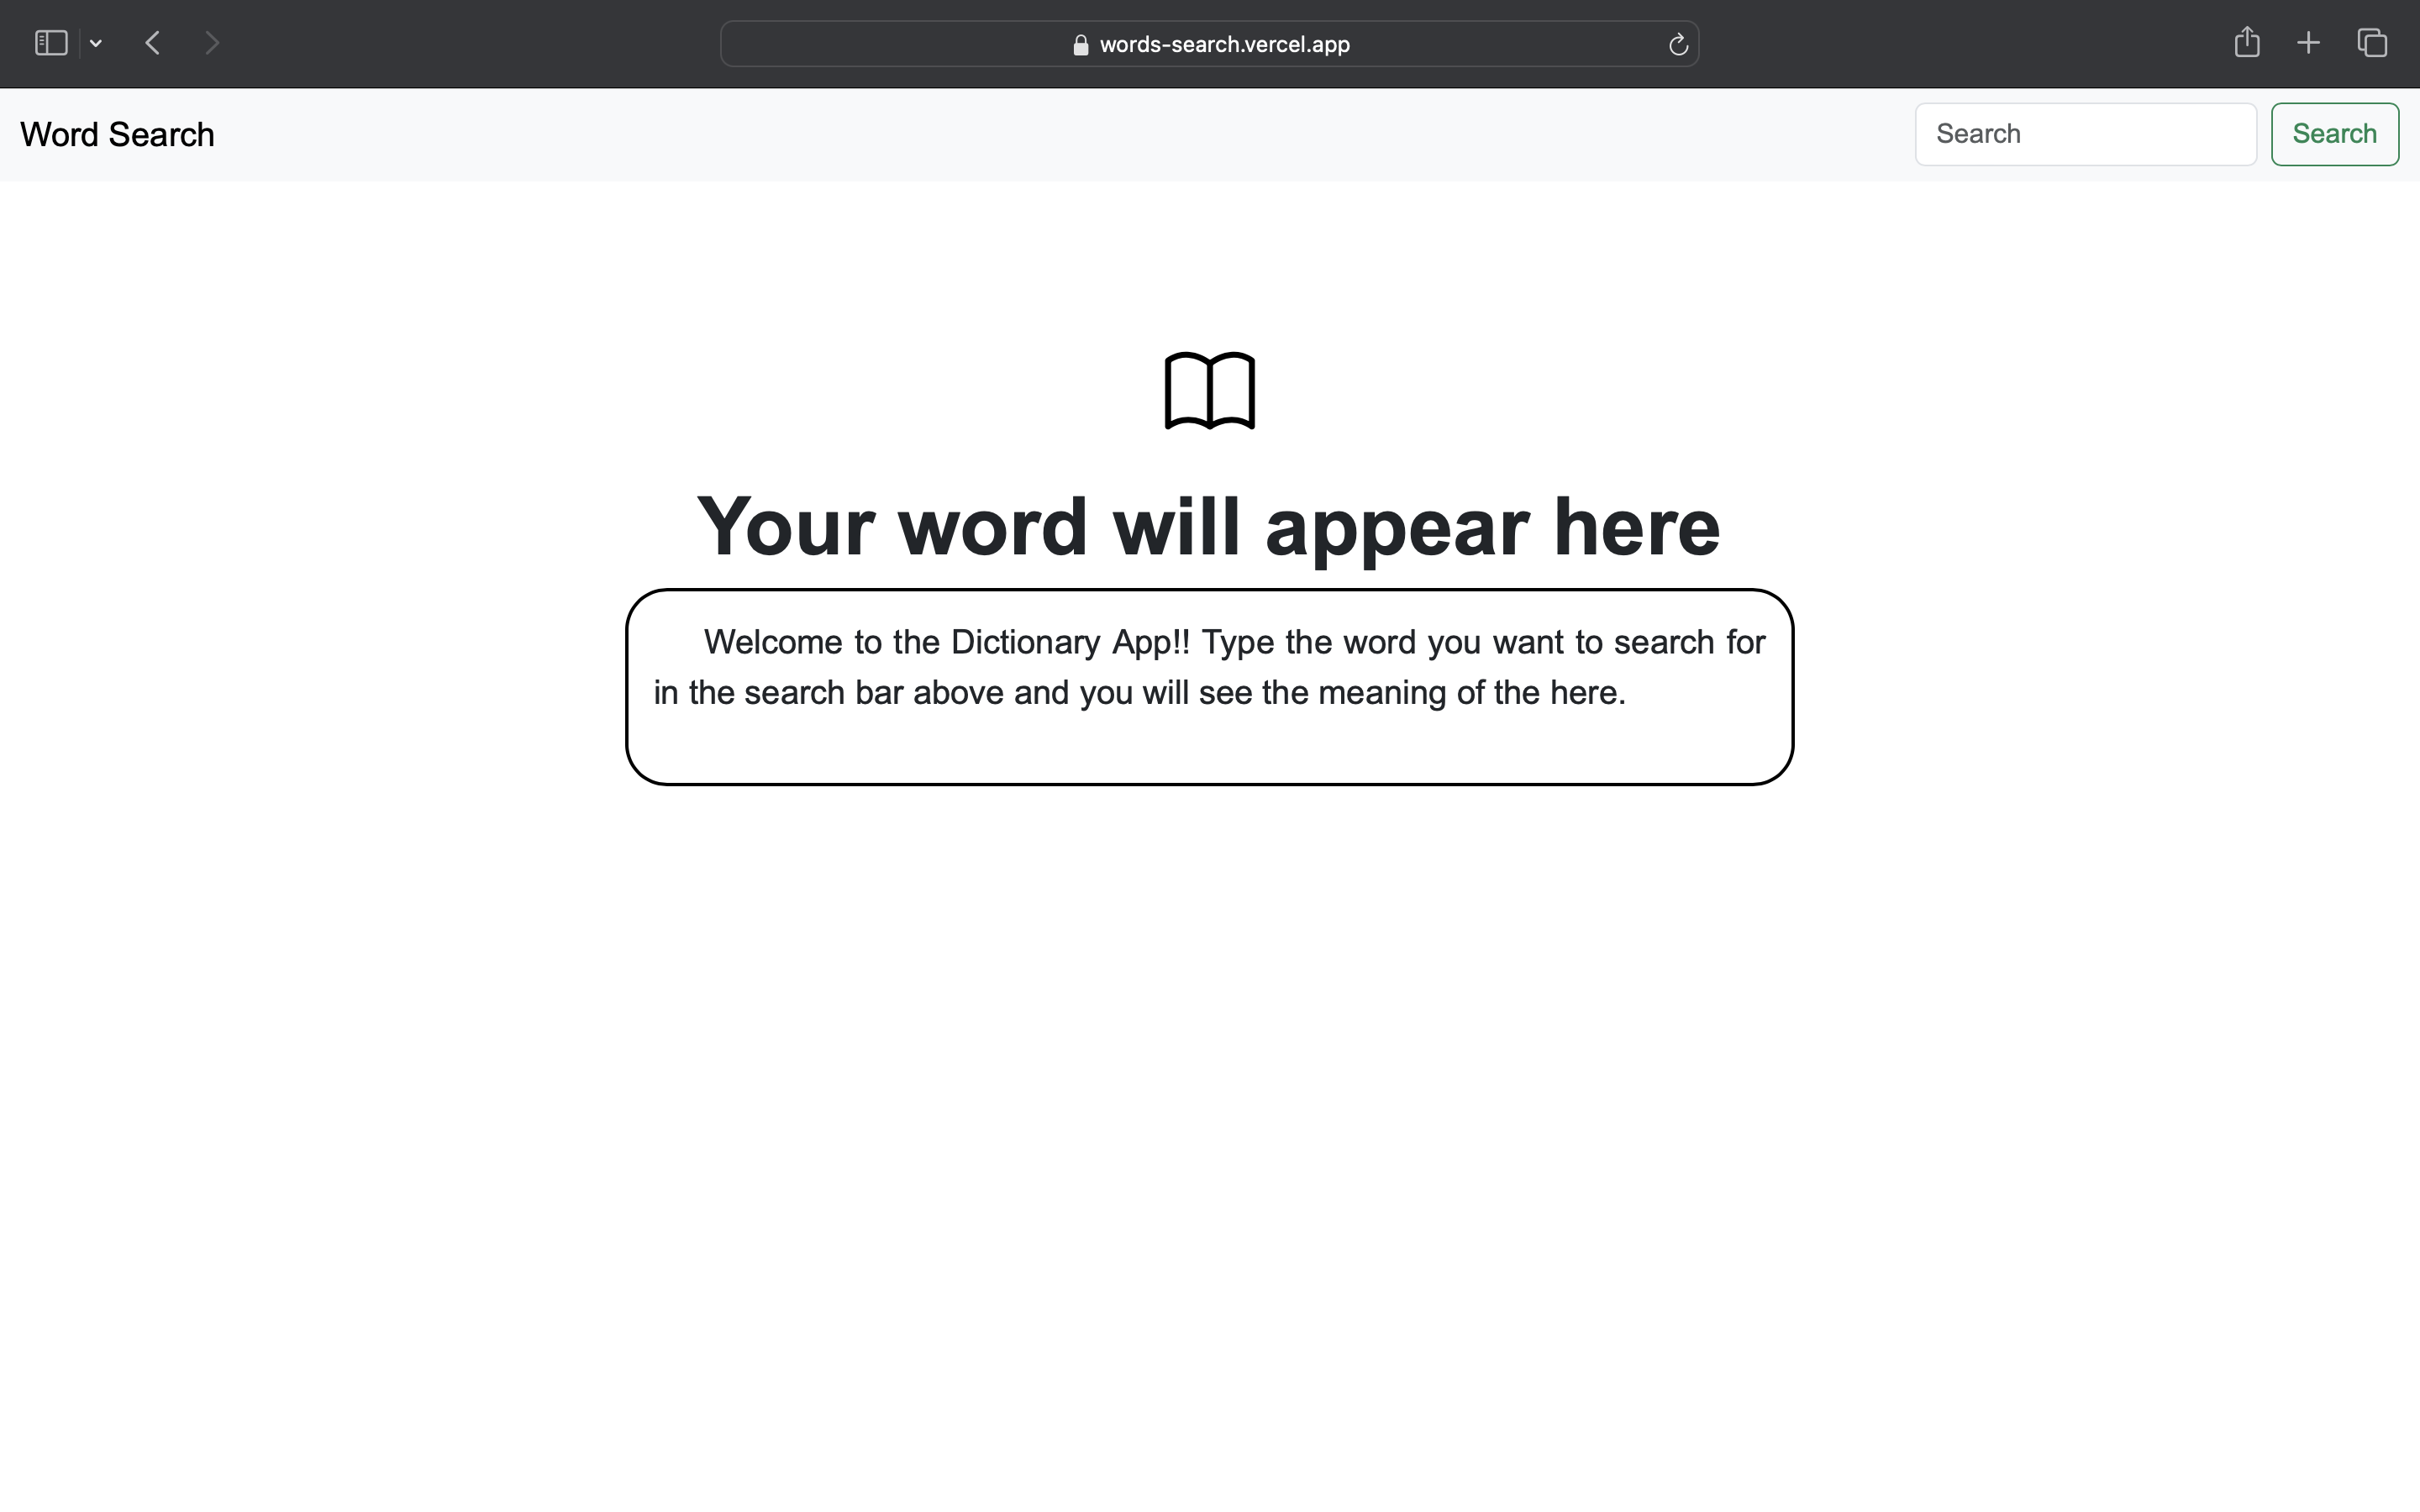 words-search.vercel.app
Word Search
Search
Search
Your word will appear here
Welcome to the Dictionary App!! Type the word you want to search for
in the search bar above and you will see the meaning of the here.